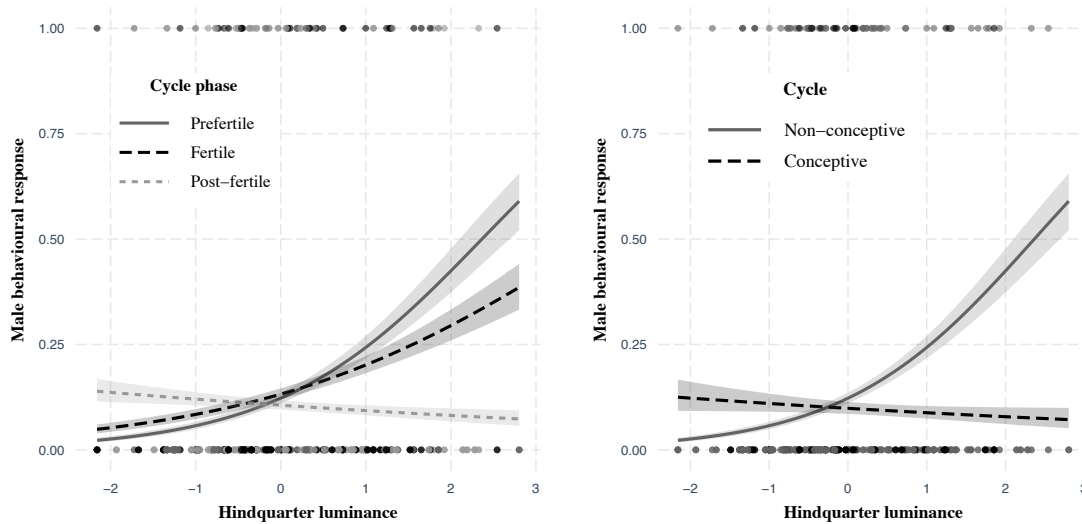 Male behavioural response
1.00
0.75
0.50
0.25
0.00
Cycle phase
Prefertile
Fertile
Post−fertile
−2
−1
0
1
2
3
Hindquarter luminance
Male behavioural response
1.00
0.75
0.50
0.25
0.00
Cycle
Non−conceptive
Conceptive
−2
−1
0
1
2
3
Hindquarter luminance